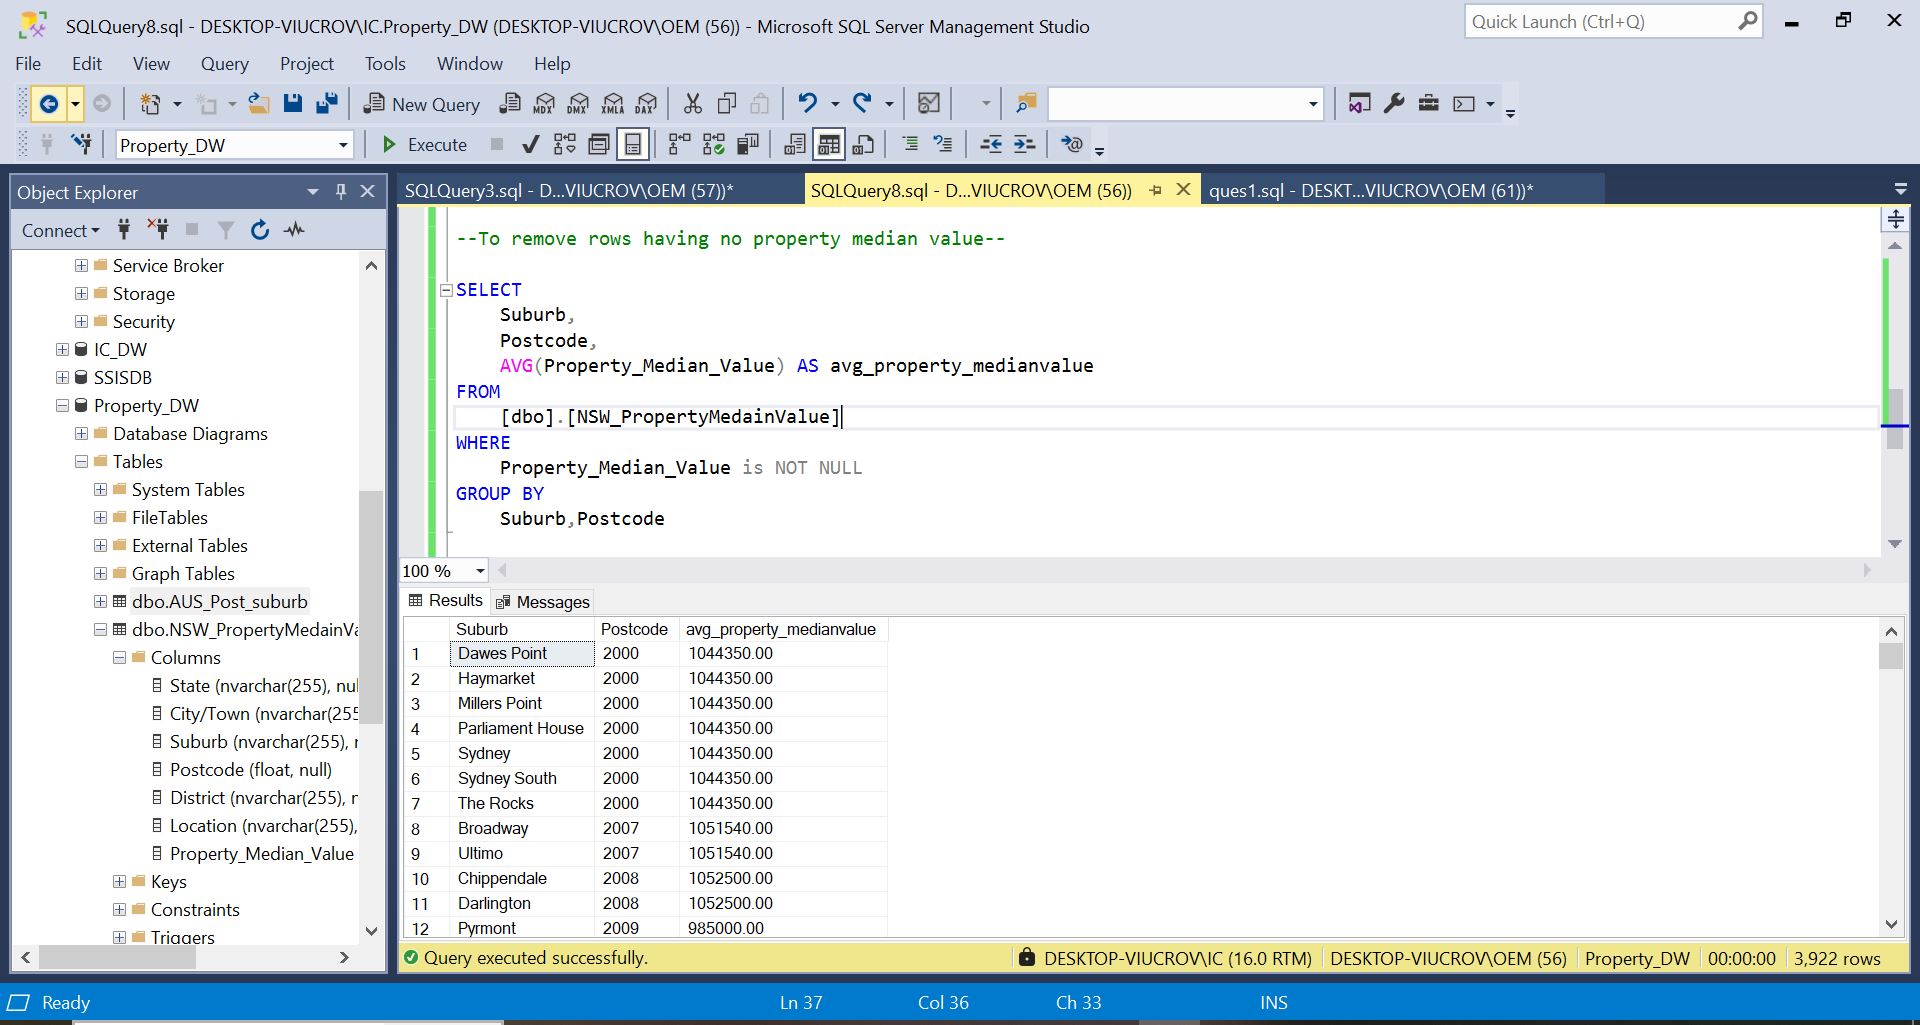 SQLQuery8.sql - DESKTOP-VIUCROV\IC.Property_DW (DESKTOP-VIUCROV\OEM (56)) - Microsoft SQL Server Management Studio
Quick Launch (Ctrl+Q)
File Edit View Query Project Tools Window Help
New Query MDX DMX XMLA DAX
Property_DW Execute
Object Explorer
Connect
Service Broker
Storage
Security
IC_DW
SSISDB
Property_DW
Database Diagrams
Tables
System Tables
FileTables
External Tables
Graph Tables
dbo.AUS_Post_suburb
dbo.NSW_PropertyMedainVa
Columns
State (nvarchar(255), nul
City/Town (nvarchar(255
Suburb (nvarchar(255), r
Postcode (float, null)
District (nvarchar(255), r
Location (nvarchar(255),
Property_Median_Value
Keys
Constraints
Triggers
SQLQuery3.sql - D...VIUCROV\OEM (57))* SQLQuery8.sql - D...VIUCROV\OEM (56)) ques1.sql - DESKT...VIUCROV\OEM (61))*
--To remove rows having no property median value--
SELECT
Suburb,
Postcode,
AVG(Property_Median_Value) AS avg_property_medianvalue
FROM
[dbo].[NSW_PropertyMedainValue]
WHERE
Property_Median_Value is NOT NULL
GROUP BY
Suburb,Postcode
100 %
Results Messages
Suburb Postcode avg_property_medianvalue
1 Dawes Point 2000 1044350.00
2 Haymarket 2000 1044350.00
3 Millers Point 2000 1044350.00
4 Parliament House 2000 1044350.00
5 Sydney 2000 1044350.00
6 Sydney South 2000 1044350.00
7 The Rocks 2000 1044350.00
8 Broadway 2007 1051540.00
9 Ultimo 2007 1051540.00
10 Chippendale 2008 1052500.00
11 Darlington 2008 1052500.00
12 Pyrmont 2009 985000.00
Query executed successfully. DESKTOP-VIUCROV\IC (16.0 RTM) DESKTOP-VIUCROV\OEM (56) Property_DW 00:00:00 3,922 rows
Ready Ln 37 Col 36 Ch 33 INS